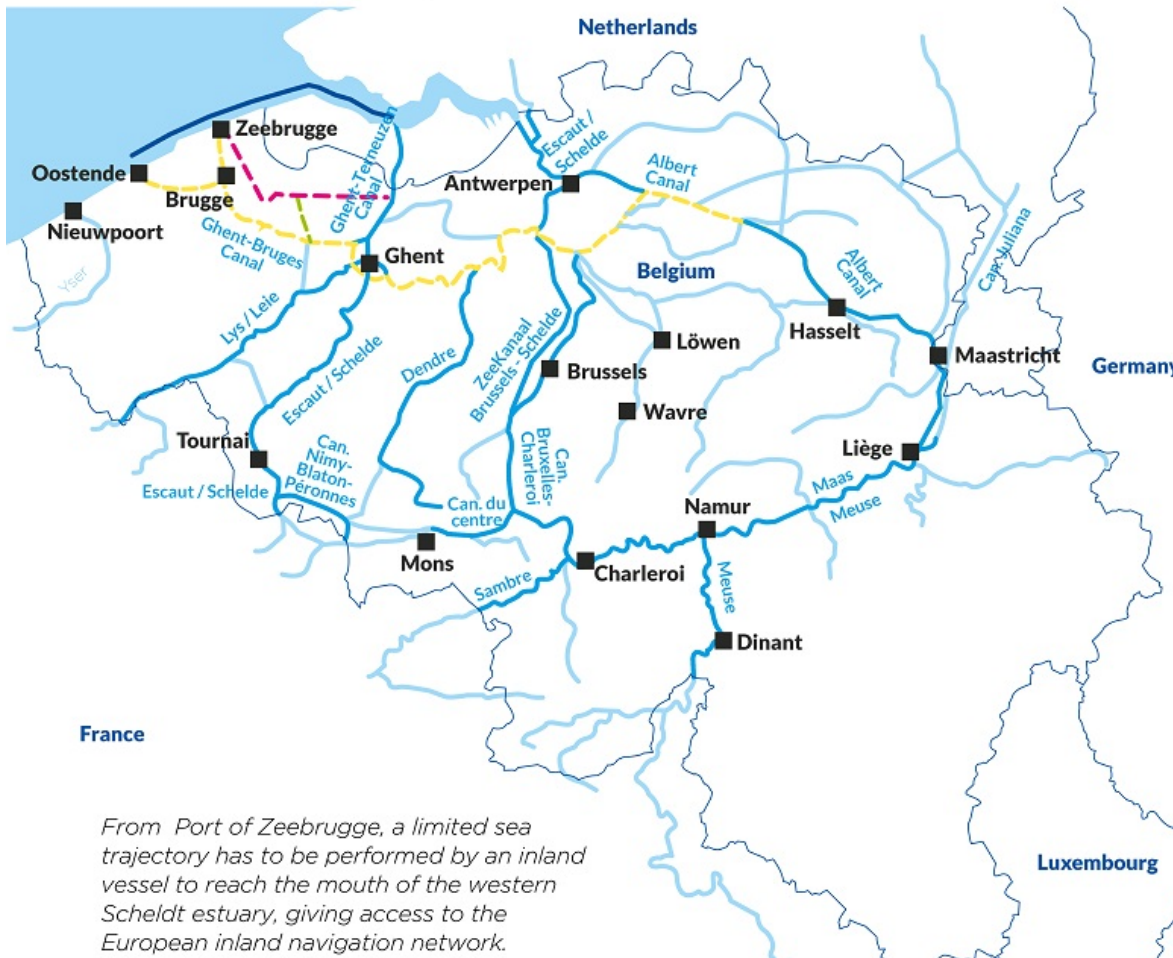 Netherlands
Zeebrugge
Oostende
Brugge
Nieuwpoort
Yser
Ghent-Bruges
Canal
Ghent-Terneuzen
Canal
Ghent
Antwerpen
Escaut /
Schelde
Albert
Canal
Can. Juliana
Belgium
Albert
Canal
Hasselt
Maastricht
Germany
Lys / Leie
Escaut / Schelde
Dendre
ZeeKanaal
Brussels - Schelde
Löwen
Brussels
Wavre
Tournai
Can.
Nimy-
Blaton-
Péronnes
Escaut / Schelde
Can.
Bruxelles-
Charleroi
Can. du
centre
Liège
Maas
Meuse
Namur
Mons
Charleroi
Sambre
Meuse
Dinant
France
Luxembourg
From Port of Zeebrugge, a limited sea
trajectory has to be performed by an inland
vessel to reach the mouth of the western
Scheldt estuary, giving access to the
European inland navigation network.